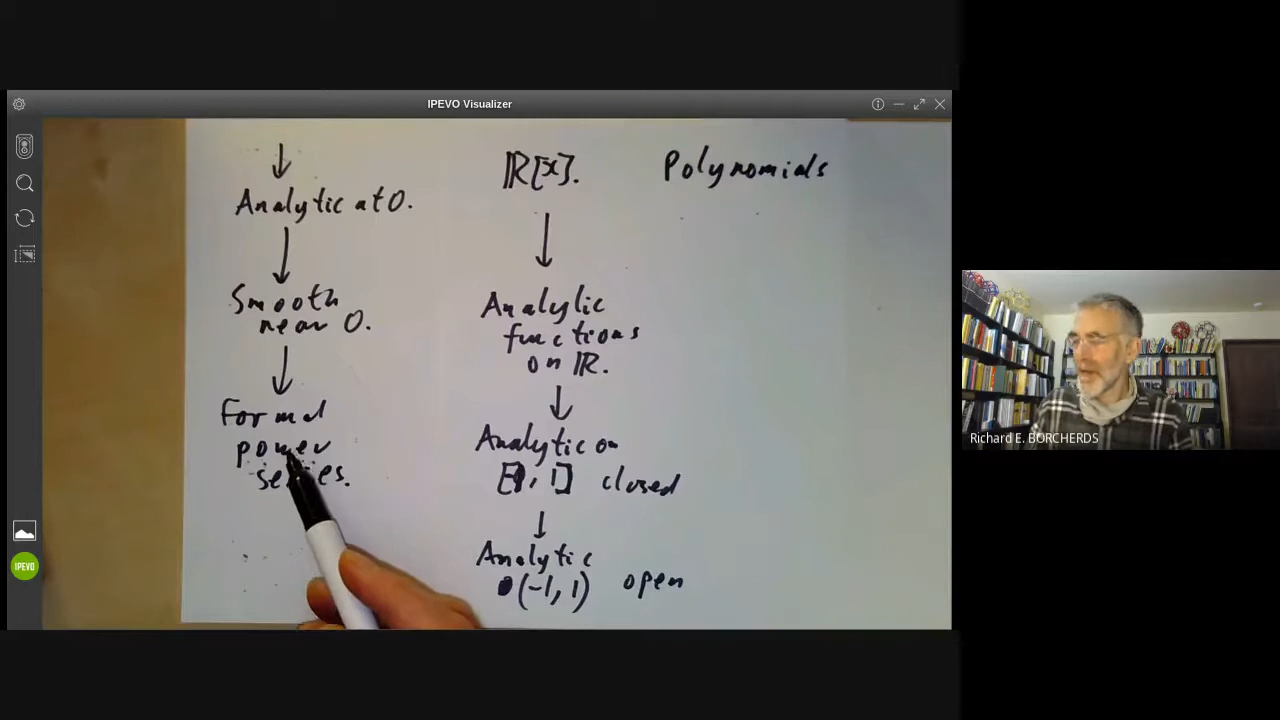 IPEVO Visualizer
Analytic at 0.
Smooth
near 0.
Formal
power
series.
ℝ[x].
Polynomials
Analytic
functions
on ℝ.
Analytic on
, 1] closed
Analytic
(-1, 1) open
Richard E. BORCHERDS
IPEVO